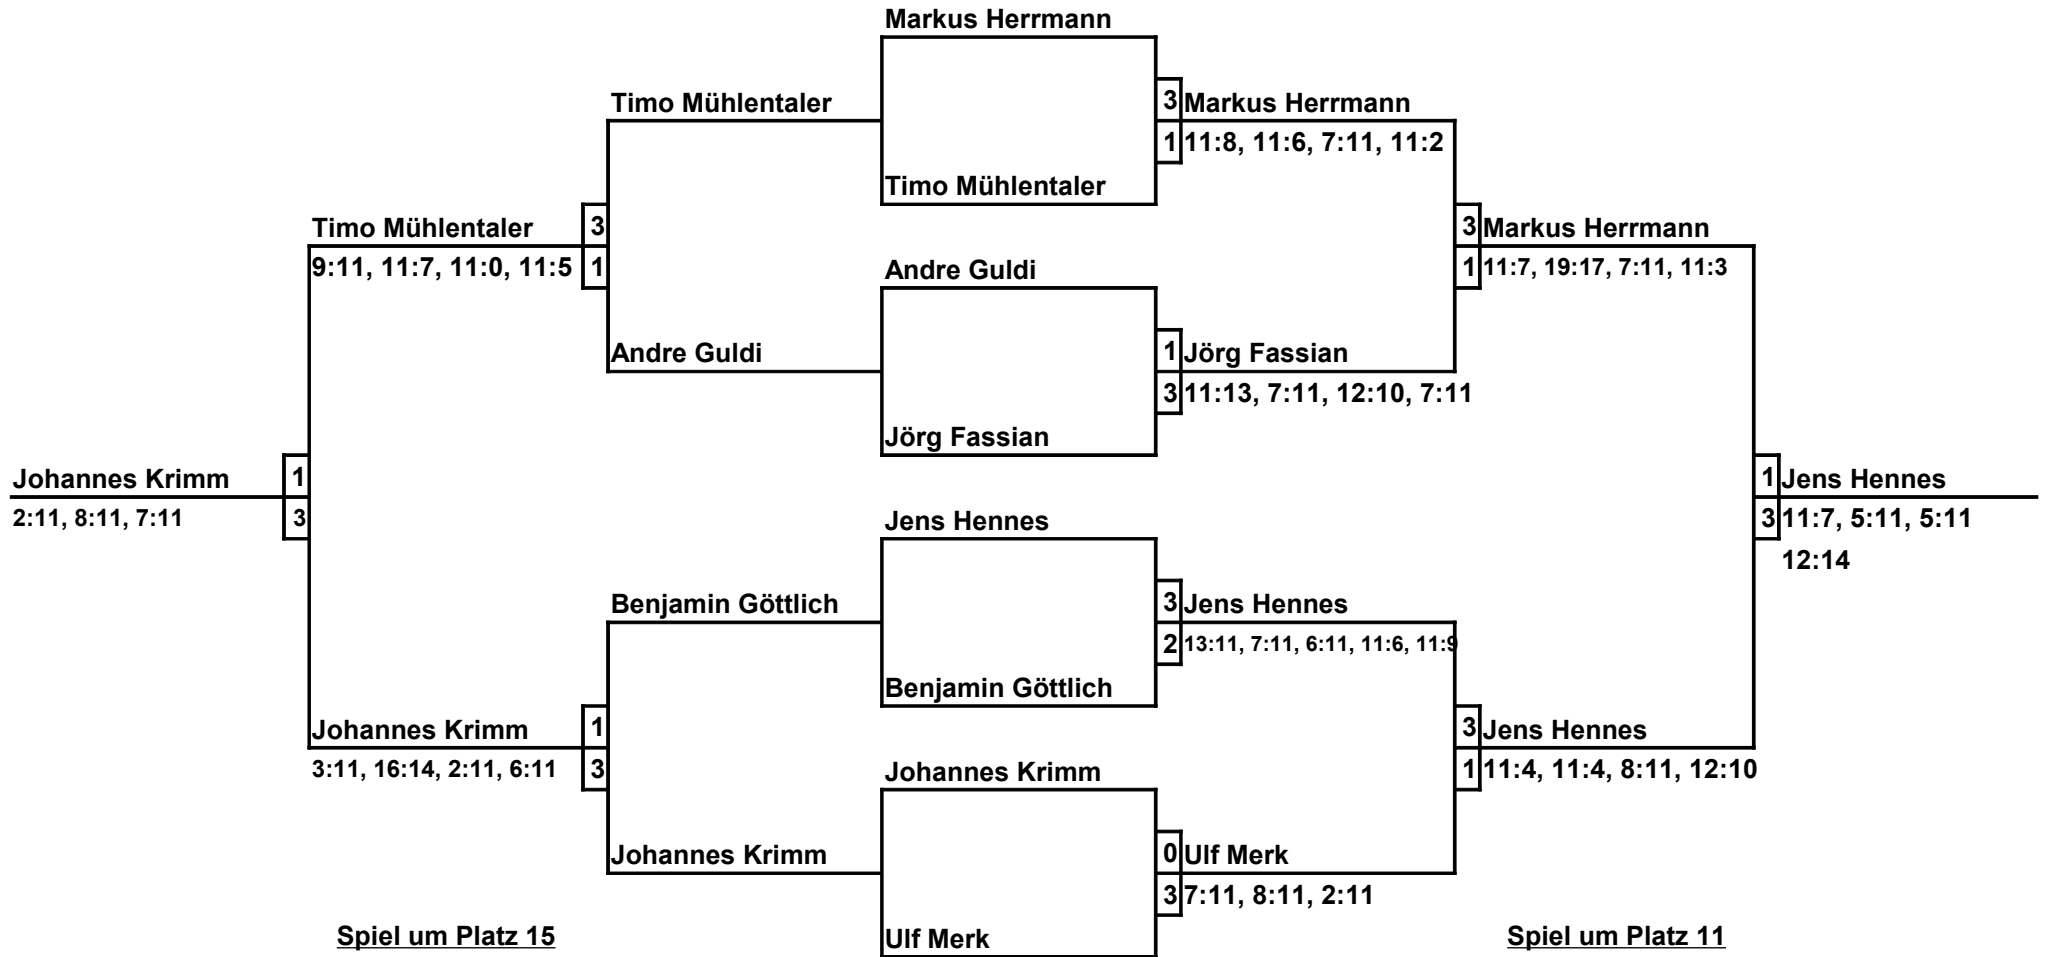 Markus Herrmann
Timo Mühlentaler
3 Markus Herrmann
1 11:8, 11:6, 7:11, 11:2
Timo Mühlentaler
Timo Mühlentaler 3
3 Markus Herrmann
9:11, 11:7, 11:0, 11:5 1
Andre Guldi
1 11:7, 19:17, 7:11, 11:3
Andre Guldi
1 Jörg Fassian
3 11:13, 7:11, 12:10, 7:11
Jörg Fassian
Johannes Krimm 1
1 Jens Hennes
2:11, 8:11, 7:11 3
Jens Hennes
3 11:7, 5:11, 5:11
12:14
Benjamin Göttlich
3 Jens Hennes
2 13:11, 7:11, 6:11, 11:6, 11:9
Benjamin Göttlich
Johannes Krimm 1
3 Jens Hennes
3:11, 16:14, 2:11, 6:11 3
Johannes Krimm
1 11:4, 11:4, 8:11, 12:10
Johannes Krimm
0 Ulf Merk
3 7:11, 8:11, 2:11
Spiel um Platz 15
Ulf Merk
Spiel um Platz 11